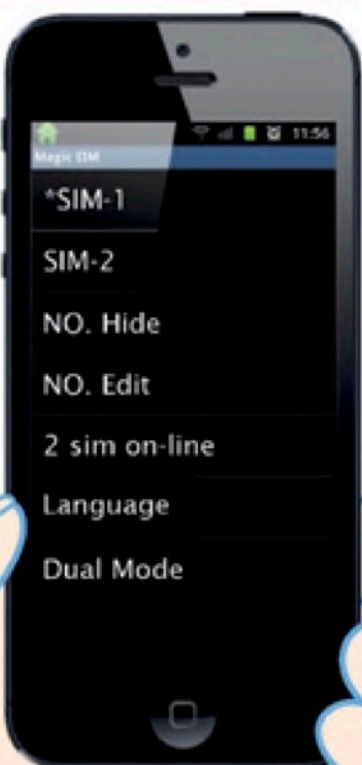 11:56
Magic SIM
*SIM-1
SIM-2
NO. Hide
NO. Edit
2 sim on-line
Language
Dual Mode